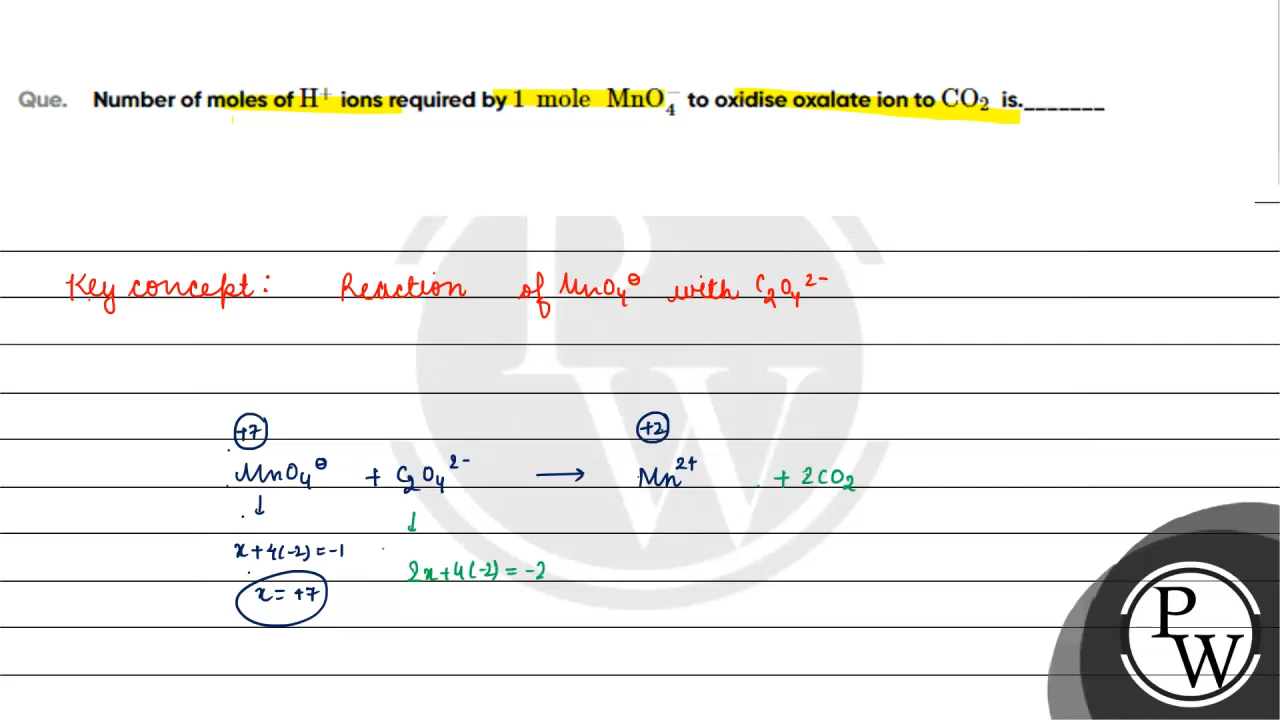 Que. Number of moles of H⁺ ions required by 1 mole MnO₄⁻ to oxidise oxalate ion to CO₂ is._______
Key concept: Reaction of MnO₄⊖ with C₂O₄²⁻
+7 +2
MnO₄⊖ + C₂O₄²⁻ ⟶ Mn²⁺ + 2CO₂
↓ ↓
x+4(-2)=-1
2x+4(-2)=-2
x=+7
P
W